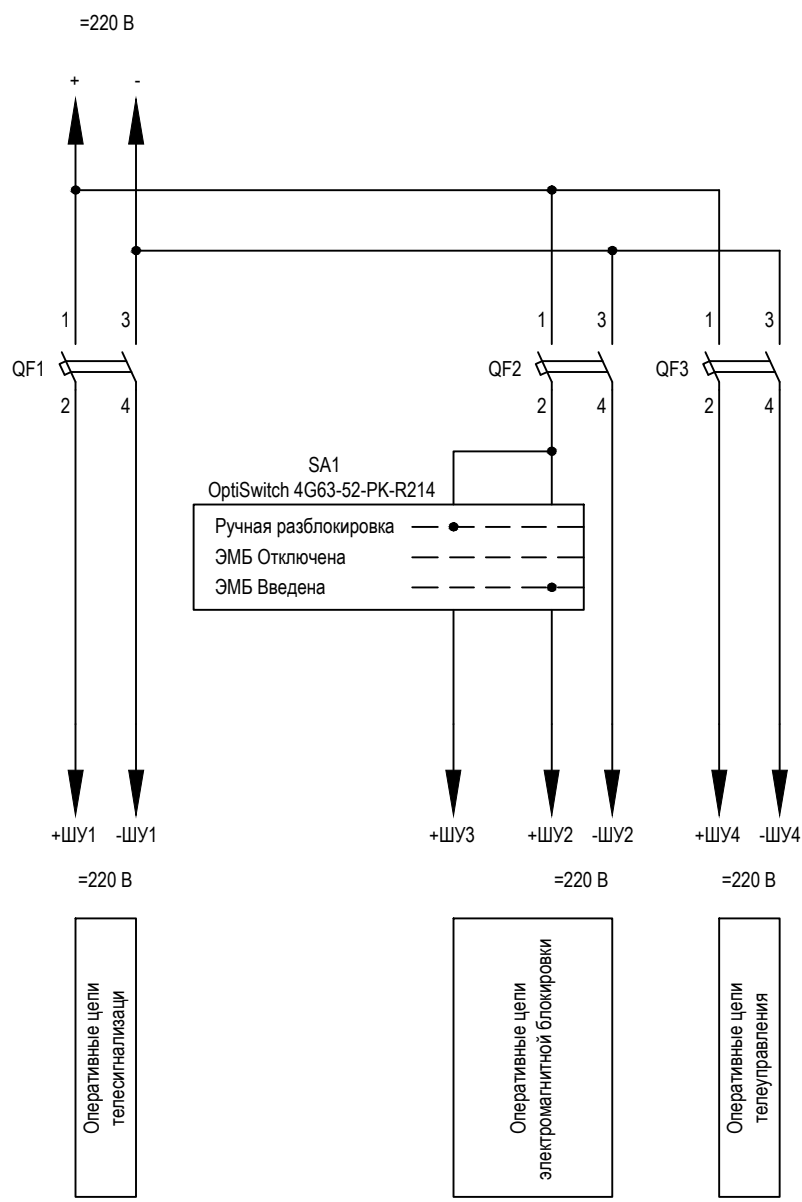 =220 В
+ -
1 3 1 3 1 3
QF1 QF2 QF3
2 4 2 4 2 4
SA1
OptiSwitch 4G63-52-PK-R214
Ручная разблокировка
ЭМБ Отключена
ЭМБ Введена
+ШУ1 -ШУ1 +ШУ3 +ШУ2 -ШУ2 +ШУ4 -ШУ4
=220 В =220 В =220 В
Оперативные цепи
телесигнализаци
Оперативные цепи
электромагнитной блокировки
Оперативные цепи
телеуправления